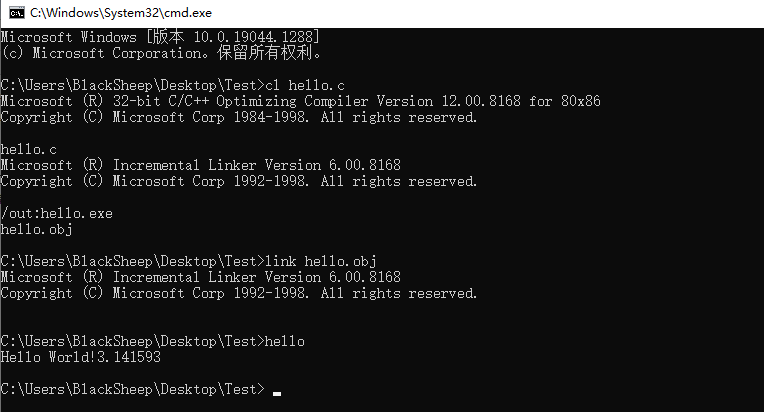 C:\Windows\System32\cmd.exe
Microsoft Windows [版本 10.0.19044.1288]
(c) Microsoft Corporation。保留所有权利。
C:\Users\BlackSheep\Desktop\Test>cl hello.c
Microsoft (R) 32-bit C/C++ Optimizing Compiler Version 12.00.8168 for 80x86
Copyright (C) Microsoft Corp 1984-1998. All rights reserved.
hello.c
Microsoft (R) Incremental Linker Version 6.00.8168
Copyright (C) Microsoft Corp 1992-1998. All rights reserved.
/out:hello.exe
hello.obj
C:\Users\BlackSheep\Desktop\Test>link hello.obj
Microsoft (R) Incremental Linker Version 6.00.8168
Copyright (C) Microsoft Corp 1992-1998. All rights reserved.
C:\Users\BlackSheep\Desktop\Test>hello
Hello World!3.141593
C:\Users\BlackSheep\Desktop\Test>